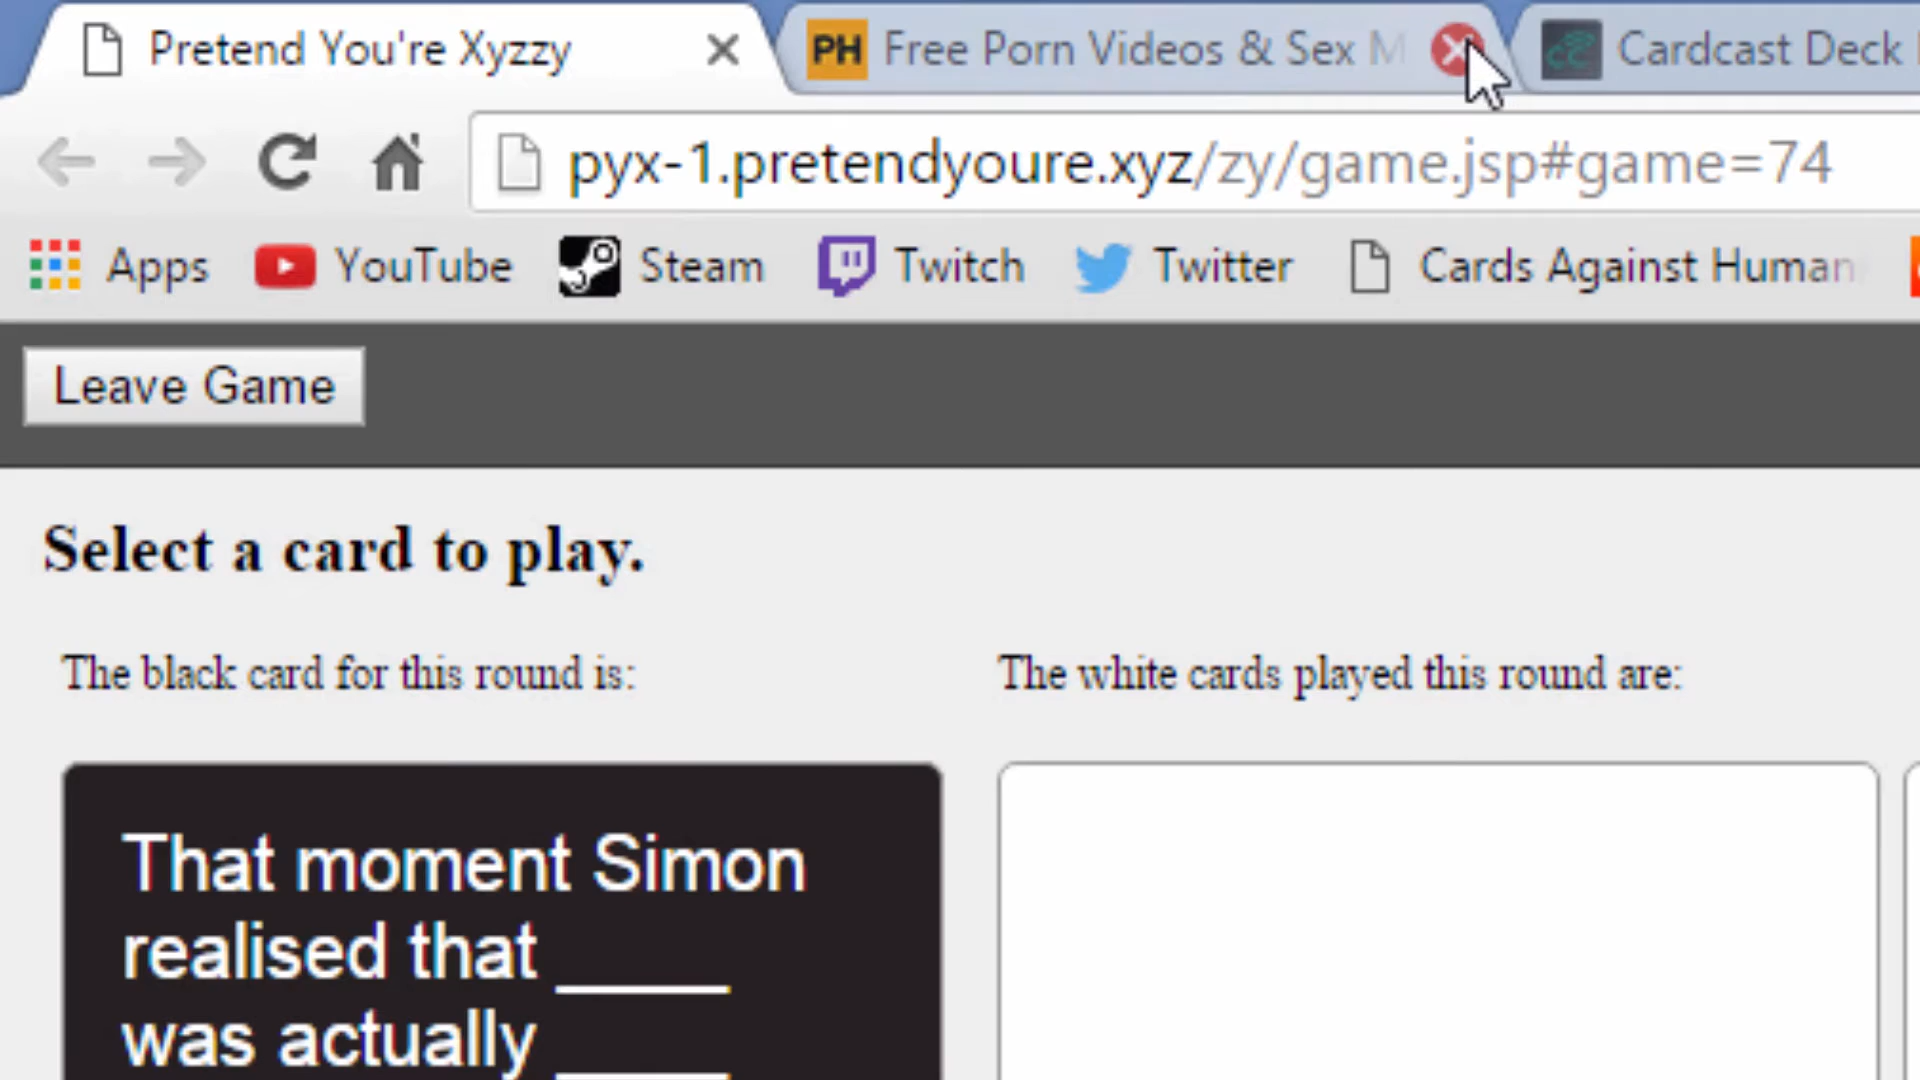 Pretend You're Xyzzy
PH Free Porn Videos & Sex M
Cardcast Deck
pyx-1.pretendyoure.xyz/zy/game.jsp#game=74
Apps YouTube Steam Twitch Twitter Cards Against Human
Leave Game
Select a card to play.
The black card for this round is:
The white cards played this round are:
That moment Simon
realised that _____
was actually _____